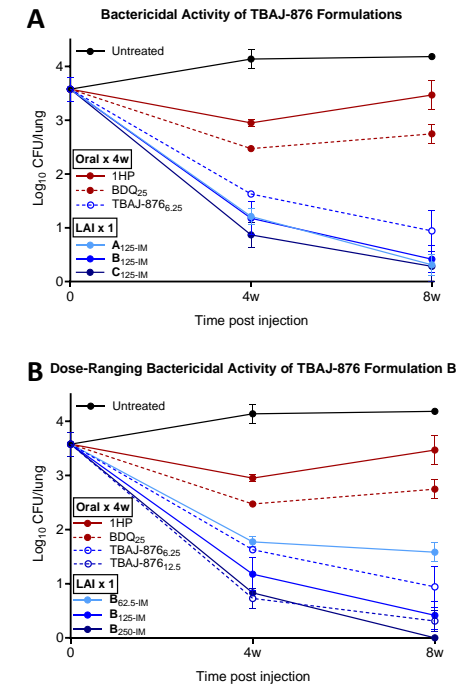 A
Bactericidal Activity of TBAJ-876 Formulations
Untreated
4
3
2
1
0
Log10 CFU/lung
Oral x 4w
1HP
BDQ25
TBAJ-8766.25
LAI x 1
A125-IM
B125-IM
C125-IM
0
4w
8w
Time post injection
B
Dose-Ranging Bactericidal Activity of TBAJ-876 Formulation B
Untreated
4
3
2
1
0
Log10 CFU/lung
Oral x 4w
1HP
BDQ25
TBAJ-8766.25
TBAJ-87612.5
LAI x 1
B62.5-IM
B125-IM
B250-IM
0
4w
8w
Time post injection